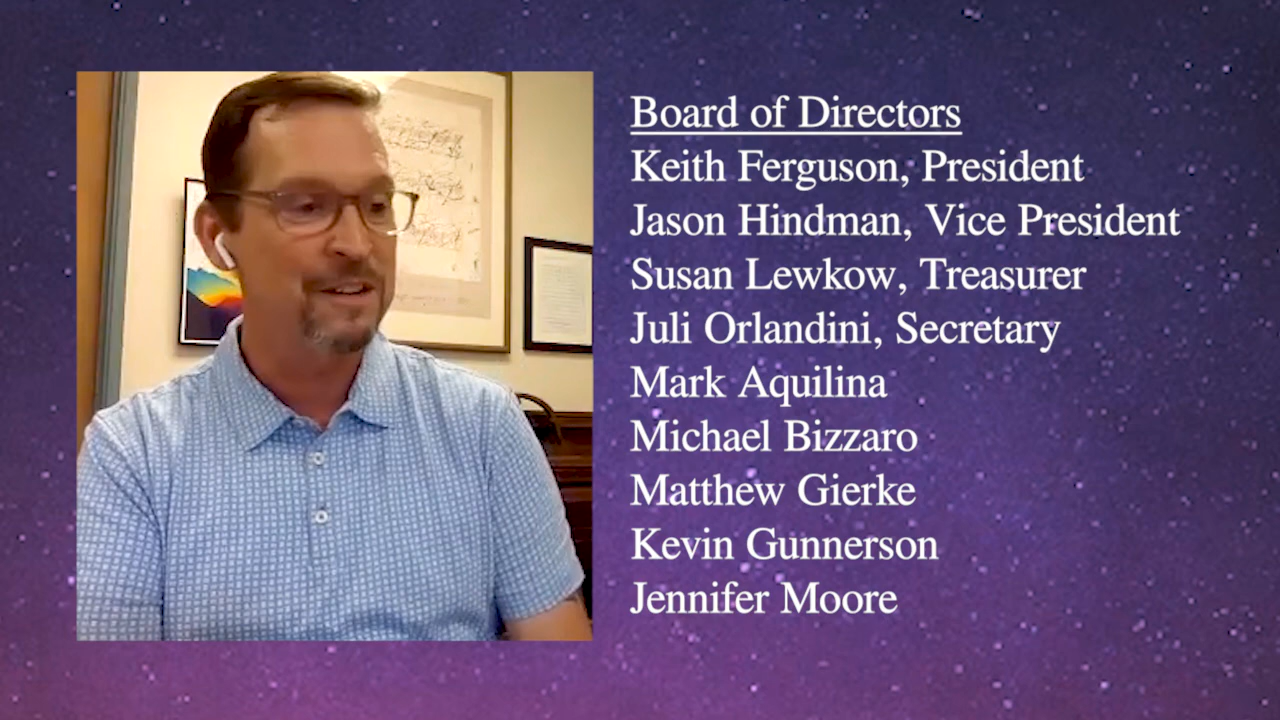 Board of Directors
Keith Ferguson, President
Jason Hindman, Vice President
Susan Lewkow, Treasurer
Juli Orlandini, Secretary
Mark Aquilina
Michael Bizzaro
Matthew Gierke
Kevin Gunnerson
Jennifer Moore